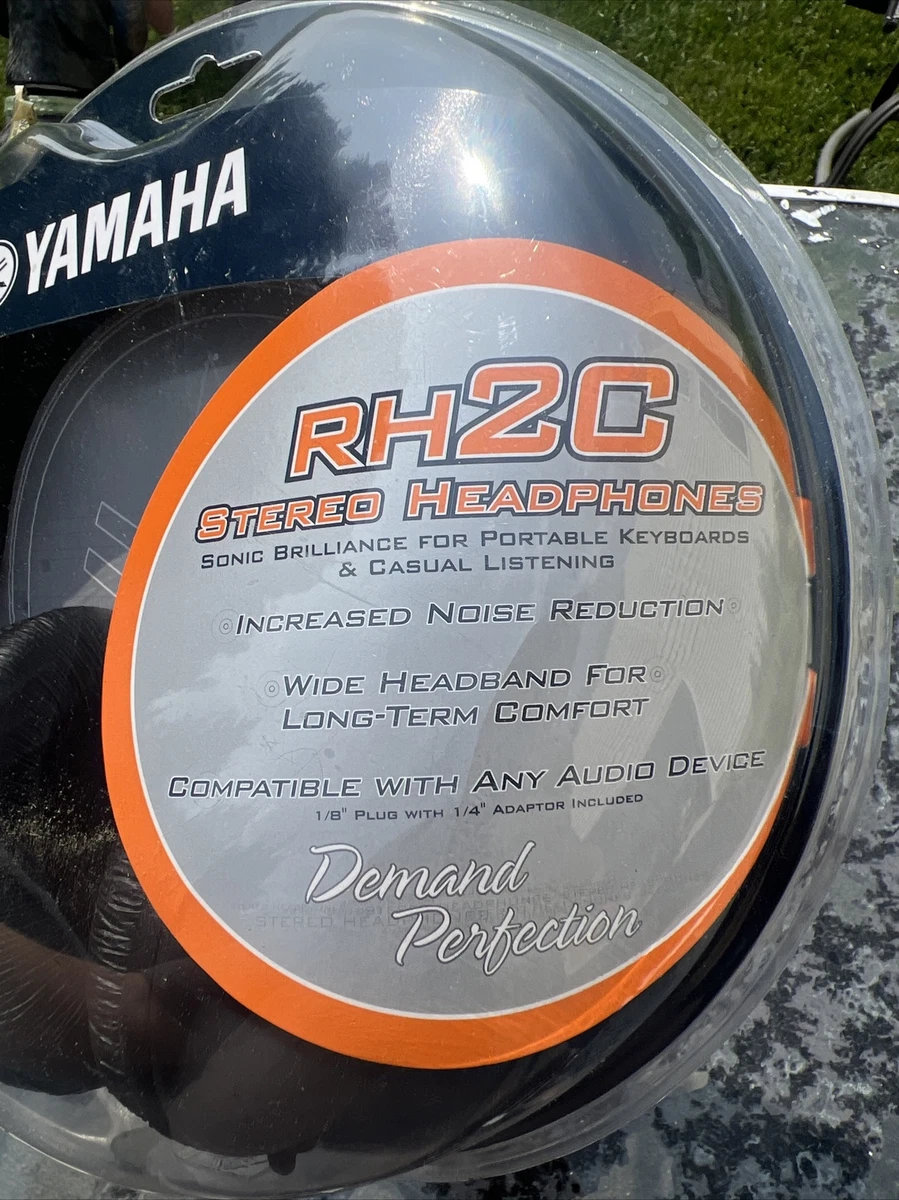 YAMAHA
RH2C
STEREO HEADPHONES
SONIC BRILLIANCE FOR PORTABLE KEYBOARDS
& CASUAL LISTENING
INCREASED NOISE REDUCTION
WIDE HEADBAND FOR
LONG-TERM COMFORT
COMPATIBLE WITH ANY AUDIO DEVICE
1/8" PLUG WITH 1/4" ADAPTOR INCLUDED
Demand
Perfection